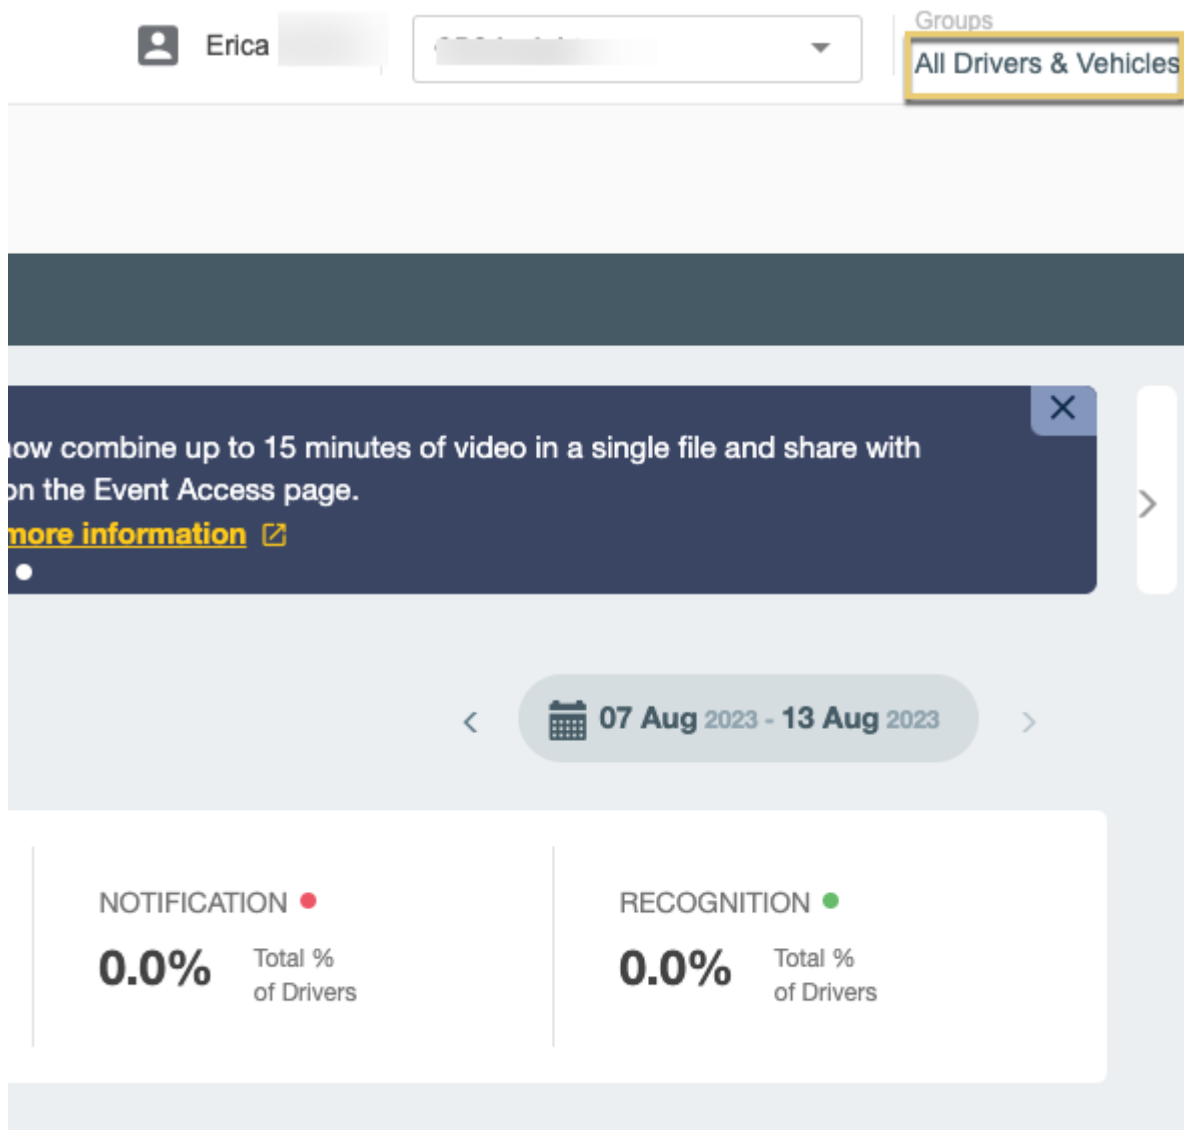 Erica
Groups
All Drivers & Vehicles
now combine up to 15 minutes of video in a single file and share with
on the Event Access page.
more information
07 Aug 2023 - 13 Aug 2023
NOTIFICATION
0.0%
Total %
of Drivers
RECOGNITION
0.0%
Total %
of Drivers